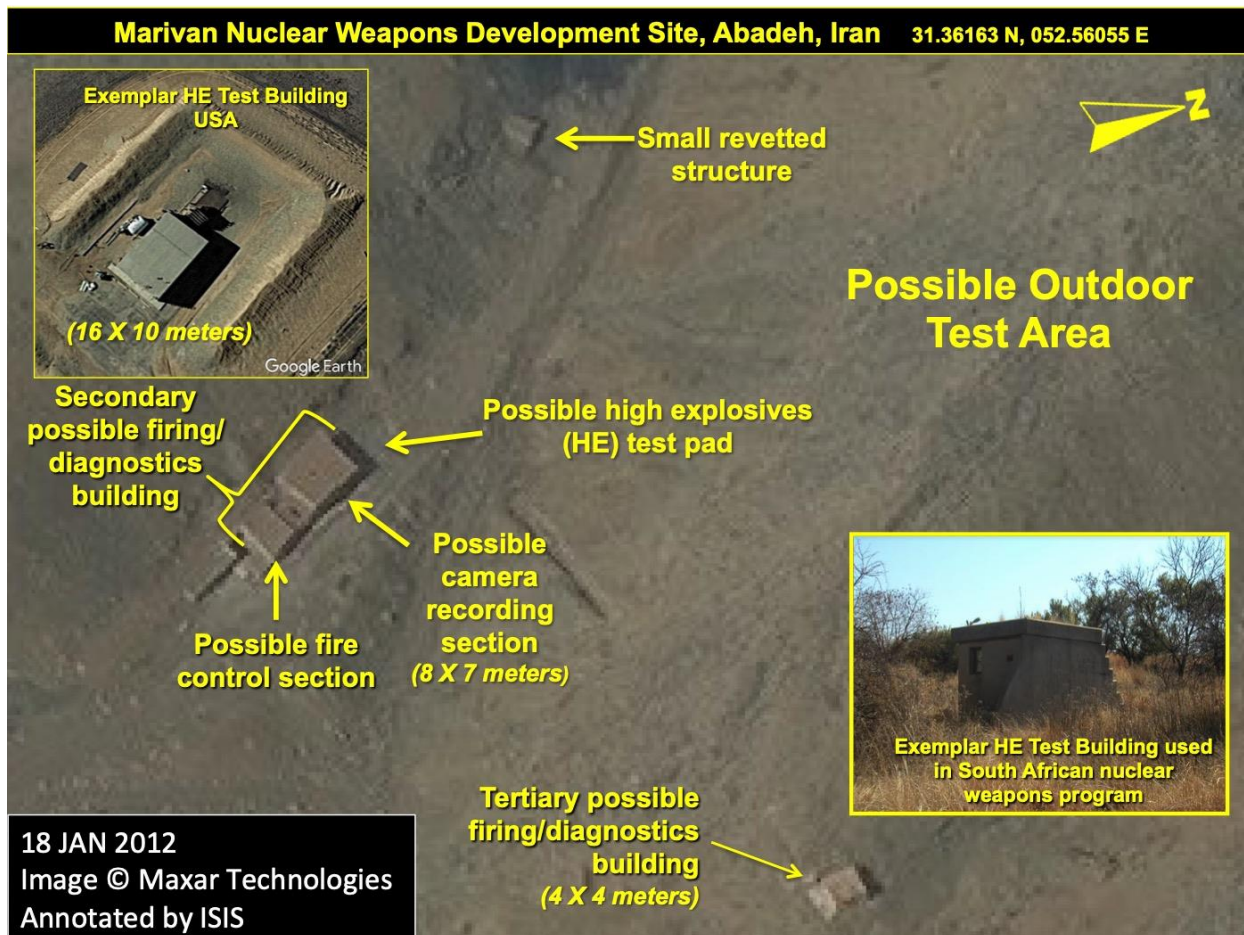 Marivan Nuclear Weapons Development Site, Abadeh, Iran 31.36163 N, 052.56055 E
Exemplar HE Test Building
USA
(16 X 10 meters)
Google Earth
Small revetted
structure
N
Possible Outdoor
Test Area
Secondary
possible firing/
diagnostics
building
Possible high explosives
(HE) test pad
Possible
camera
recording
section
(8 X 7 meters)
Possible fire
control section
Exemplar HE Test Building used
in South African nuclear
weapons program
Tertiary possible
firing/diagnostics
building
(4 X 4 meters)
18 JAN 2012
Image © Maxar Technologies
Annotated by ISIS